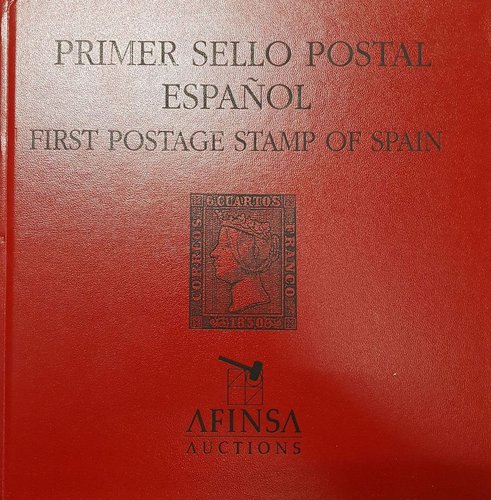 PRIMER SELLO POSTAL
ESPAÑOL
FIRST POSTAGE STAMP OF SPAIN
6 CUARTOS
CORREOS
FRANCO
1850
AFINSA
AUCTIONS